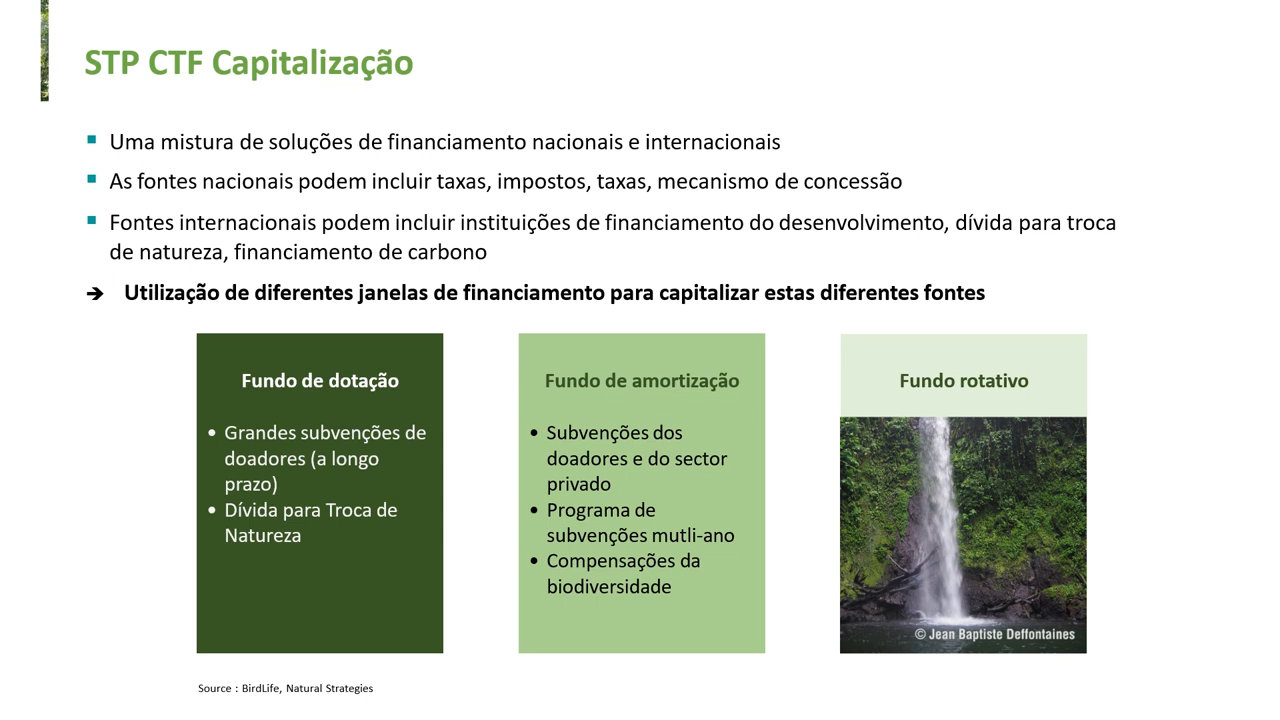 STP CTF Capitalização
▪ Uma mistura de soluções de financiamento nacionais e internacionais
▪ As fontes nacionais podem incluir taxas, impostos, taxas, mecanismo de concessão
▪ Fontes internacionais podem incluir instituições de financiamento do desenvolvimento, dívida para troca
de natureza, financiamento de carbono
➔ Utilização de diferentes janelas de financiamento para capitalizar estas diferentes fontes
Fundo de dotação
• Grandes subvenções de
doadores (a longo
prazo)
• Dívida para Troca de
Natureza
Fundo de amortização
• Subvenções dos
doadores e do sector
privado
• Programa de
subvenções mutli-ano
• Compensações da
biodiversidade
Fundo rotativo
© Jean Baptiste Deffontaines
Source : BirdLife, Natural Strategies